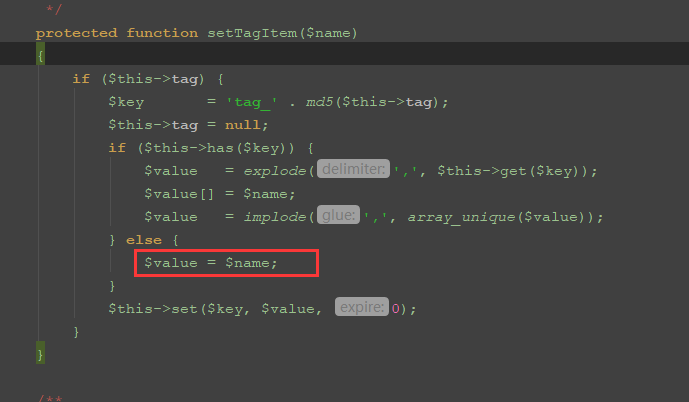 */
protected function setTagItem($name)
{
if ($this->tag) {
$key = 'tag_' . md5($this->tag);
$this->tag = null;
if ($this->has($key)) {
$value = explode( delimiter: ',', $this->get($key));
$value[] = $name;
$value = implode( glue: ',', array_unique($value));
} else {
$value = $name;
}
$this->set($key, $value, expire: 0);
}
}
/**